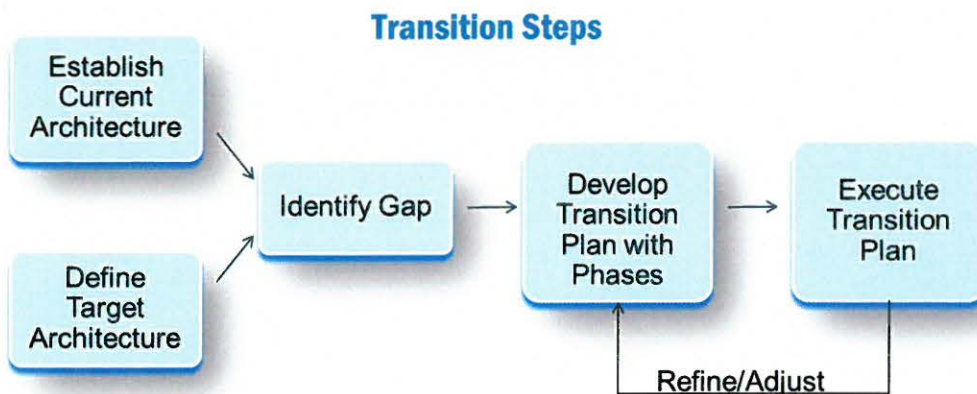 Transition Steps
Establish
Current
Architecture
Define
Target
Architecture
Identify Gap
Develop
Transition
Plan with
Phases
Execute
Transition
Plan
Refine/Adjust